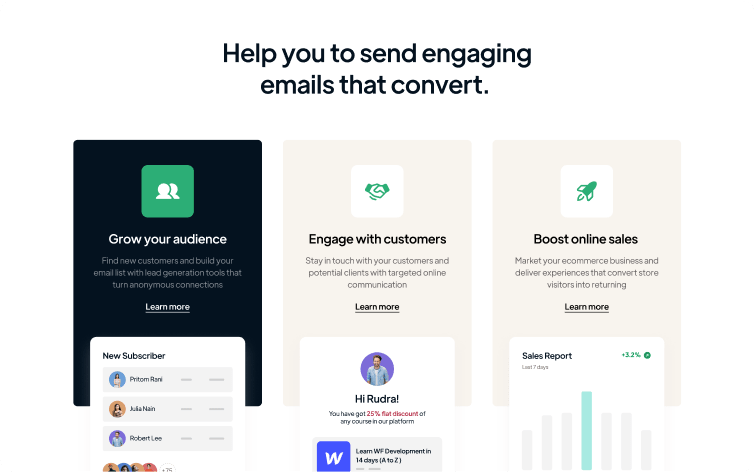 Help you to send engaging
emails that convert.
Grow your audience
Find new customers and build your
email list with lead generation tools that
turn anonymous connections
Learn more
New Subscriber
Pritom Rani
Julia Nain
Robert Lee
+75
Engage with customers
Stay in touch with your customers and
potential clients with targeted online
communication
Learn more
Hi Rudra!
You have got 25% flat discount of
any course in our platform
W
Learn WF Development in
14 days (A to Z )
Boost online sales
Market your ecommerce business and
deliver experiences that convert store
visitors into returning
Learn more
Sales Report
+3.2%
Last 7 days